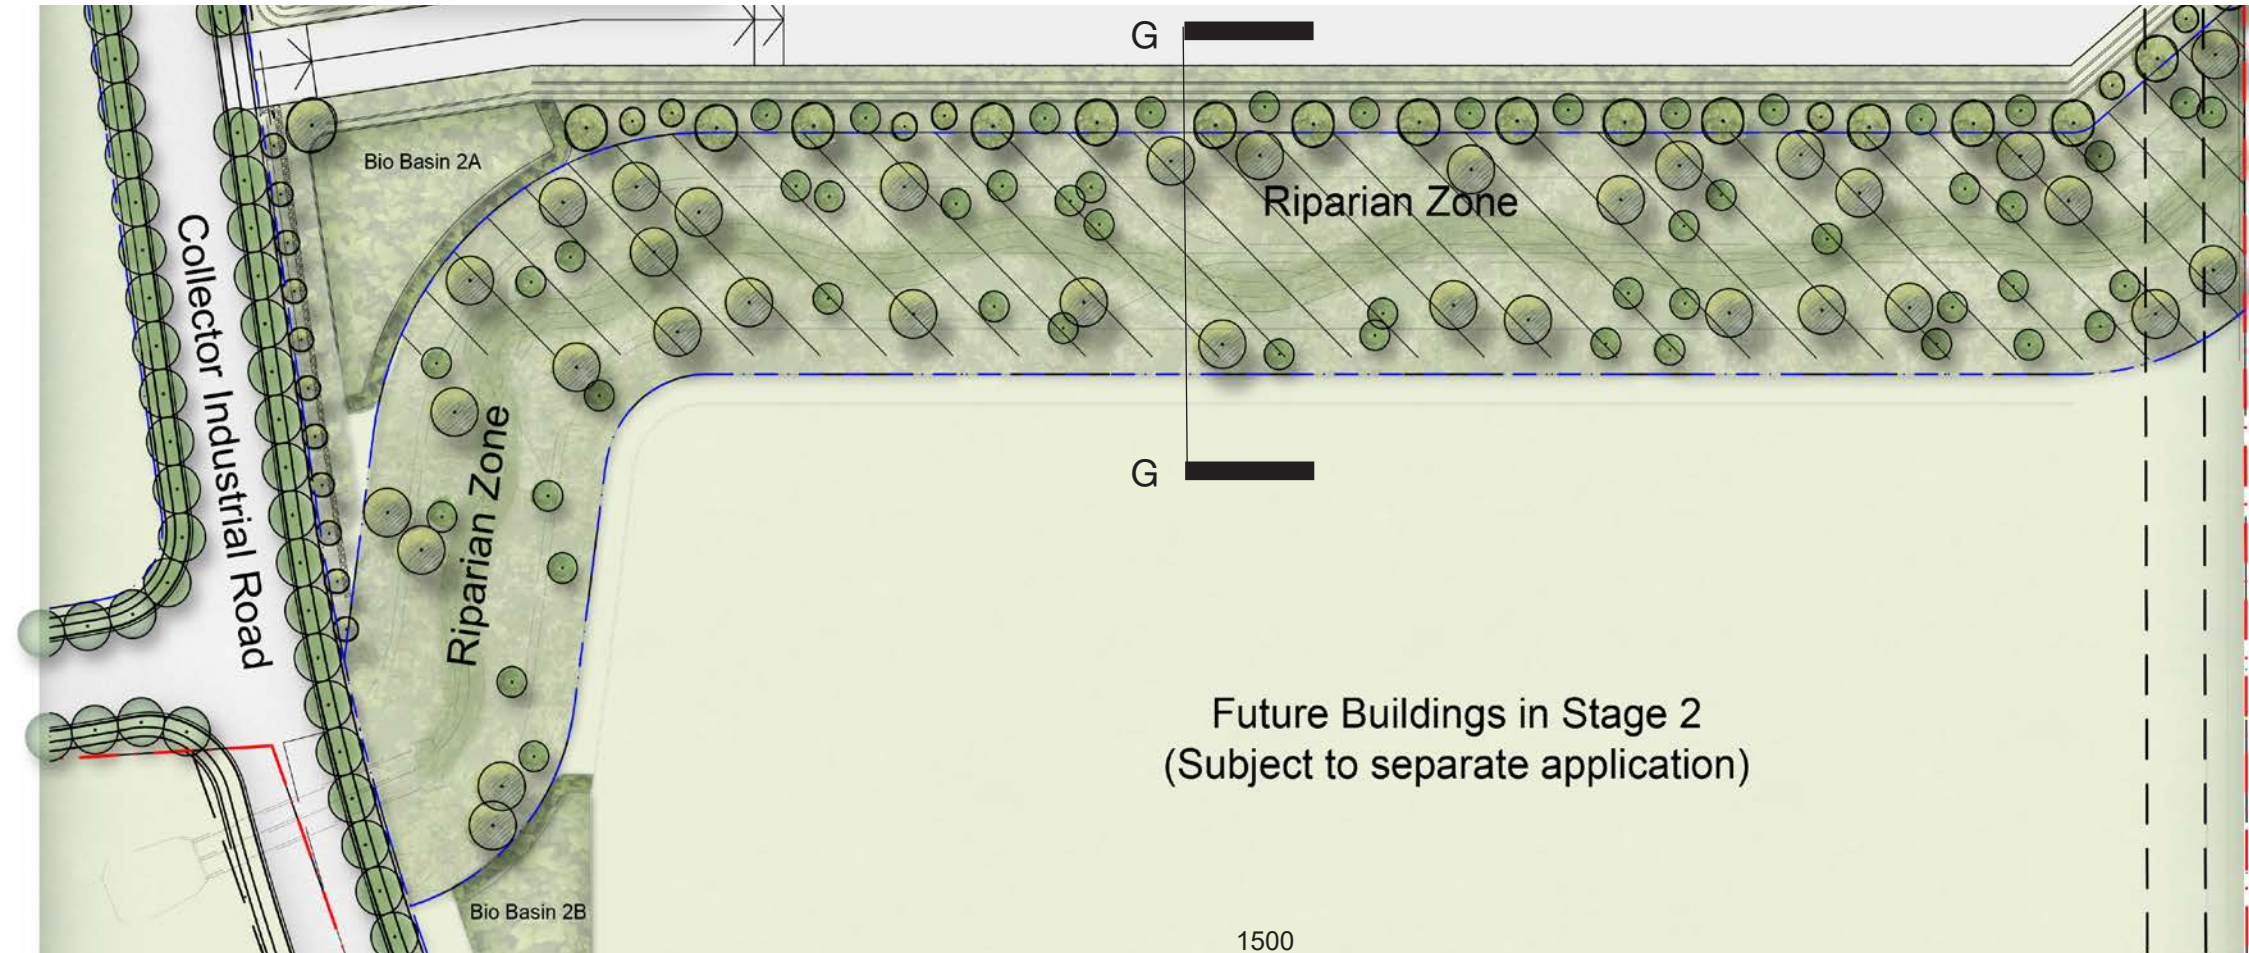 G
Bio Basin 2A
Riparian Zone
Collector Industrial Road
Riparian Zone
G
Future Buildings in Stage 2
(Subject to separate application)
Bio Basin 2B
1500